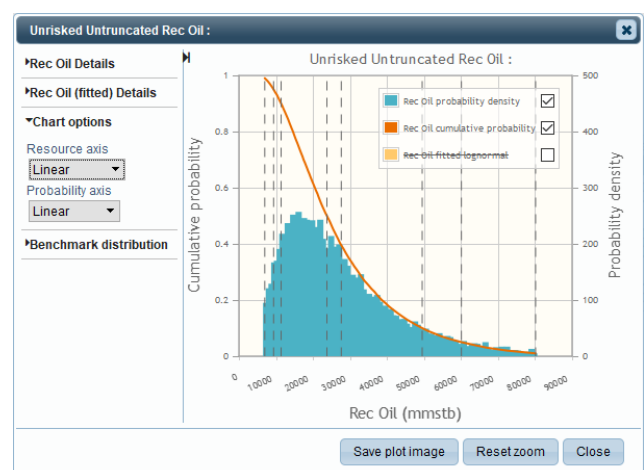 Unrisked Untruncated Rec Oil :
Rec Oil Details
Rec Oil (fitted) Details
Chart options
Resource axis
Linear
Probability axis
Linear
Benchmark distribution
Unrisked Untruncated Rec Oil :
Rec Oil probability density
Rec Oil cumulative probability
Rec Oil fitted lognormal
Cumulative probability
1
0.8
0.6
0.4
0.2
0
Probability density
500
400
300
200
100
0
0 10000 20000 30000 40000 50000 60000 70000 80000 90000
Rec Oil (mmstb)
Save plot image Reset zoom Close